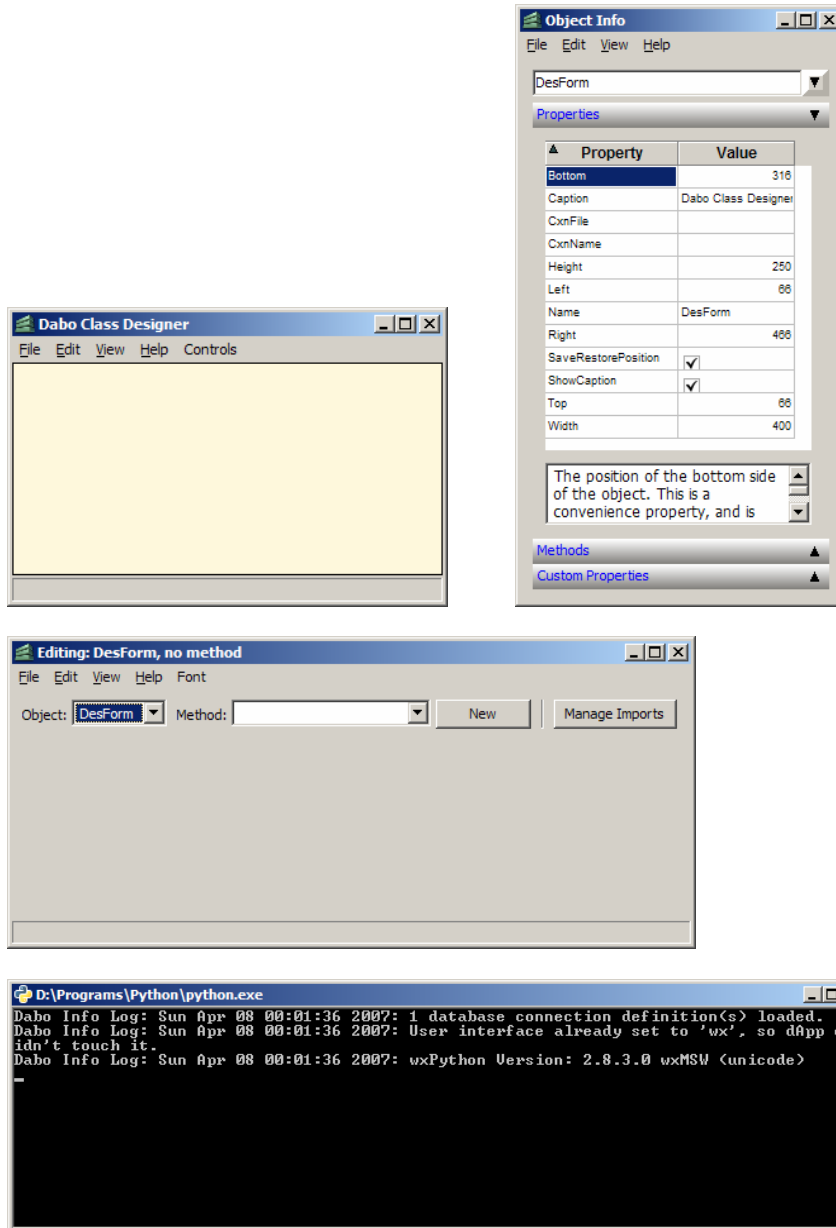 Object Info
File Edit View Help
DesForm
Properties
Property Value
Bottom 316
Caption Dabo Class Designer
CxnFile
CxnName
Height 250
Left 66
Name DesForm
Right 466
SaveRestorePosition
ShowCaption
Top 66
Width 400
The position of the bottom side
of the object. This is a
convenience property, and is
Methods
Custom Properties
Dabo Class Designer
File Edit View Help Controls
Editing: DesForm, no method
File Edit View Help Font
Object: DesForm Method: New Manage Imports
D:\Programs\Python\python.exe
Dabo Info Log: Sun Apr 08 00:01:36 2007: 1 database connection definition(s) loaded.
Dabo Info Log: Sun Apr 08 00:01:36 2007: User interface already set to 'wx', so dApp
idn't touch it.
Dabo Info Log: Sun Apr 08 00:01:36 2007: wxPython Version: 2.8.3.0 wxMSW (unicode)